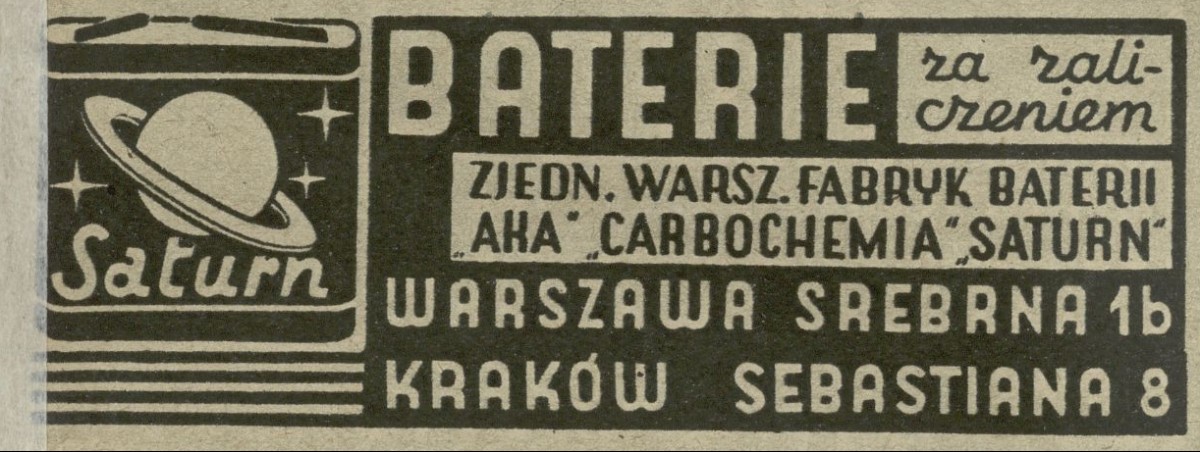 Saturn
BATERIE
za zali-
czeniem
ZJEDN. WARSZ. FABRYK BATERII
„AKA“ „CARBOCHEMIA“ „SATURN“
WARSZAWA SREBRNA 1b
KRAKÓW SEBASTIANA 8